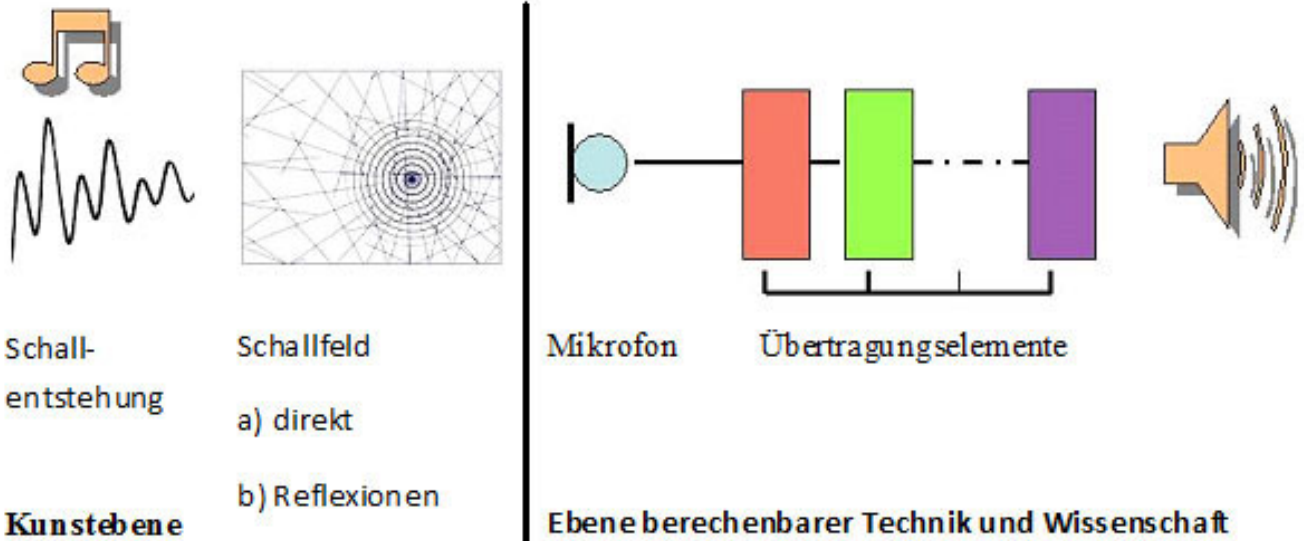 Schall-
entstehung
Schallfeld
a) direkt
b) Reflexionen
Kunstebene
Mikrofon
Übertragungselemente
Ebene berechenbarer Technik und Wissenschaft